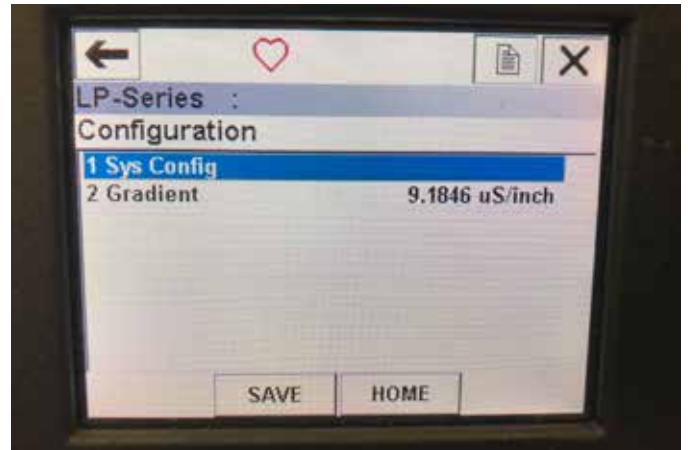 LP-Series :
Configuration
1 Sys Config
2 Gradient 9.1846 uS/inch
SAVE HOME